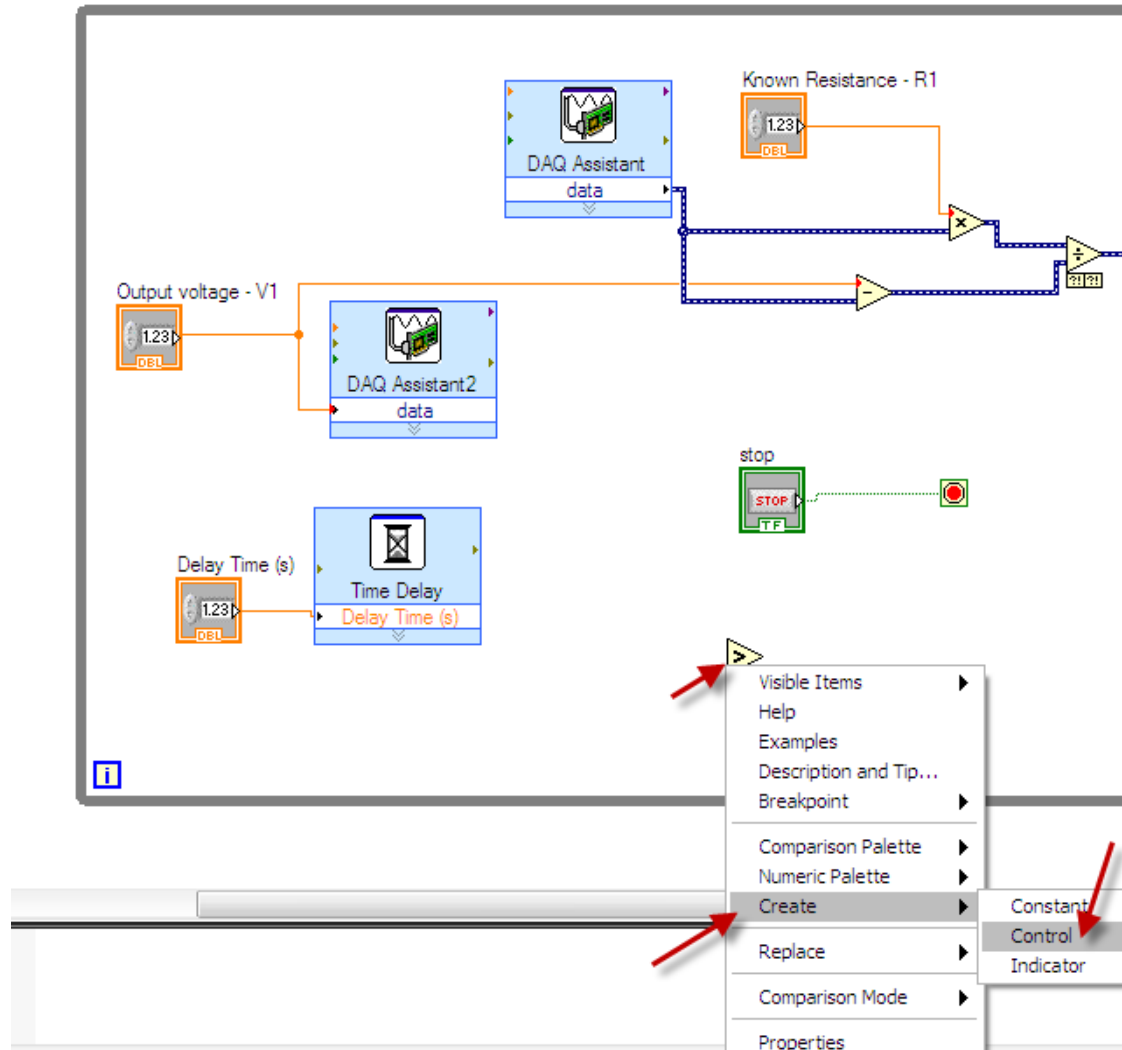 Known Resistance - R1
1.23
DBL
DAQ Assistant
data
×
÷
?! ?!
-
Output voltage - V1
1.23
DBL
DAQ Assistant2
data
stop
STOP
TF
Delay Time (s)
1.23
DBL
Time Delay
Delay Time (s)
>
i
Visible Items
Help
Examples
Description and Tip...
Breakpoint
Comparison Palette
Numeric Palette
Create
Constant
Control
Indicator
Replace
Comparison Mode
Properties